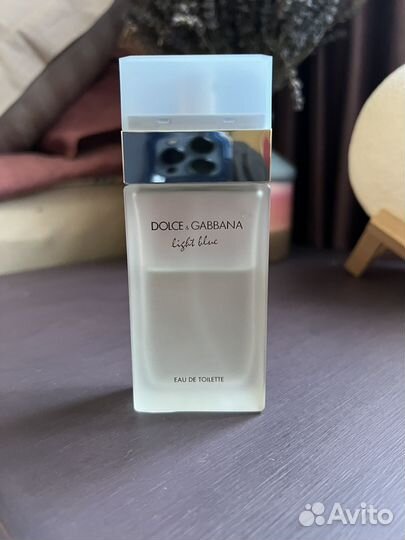 DOLCE & GABBANA
light blue
EAU DE TOILETTE
Avito